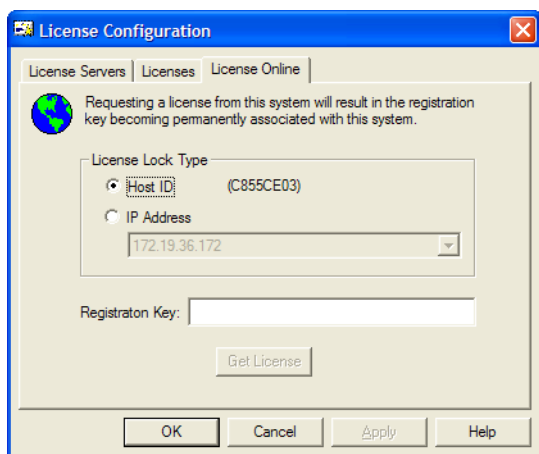 License Configuration
License Servers Licenses License Online
Requesting a license from this system will result in the registration
key becoming permanently associated with this system.
License Lock Type
Host ID (C855CE03)
IP Address
172.19.36.172
Registraton Key:
Get License
OK Cancel Apply Help